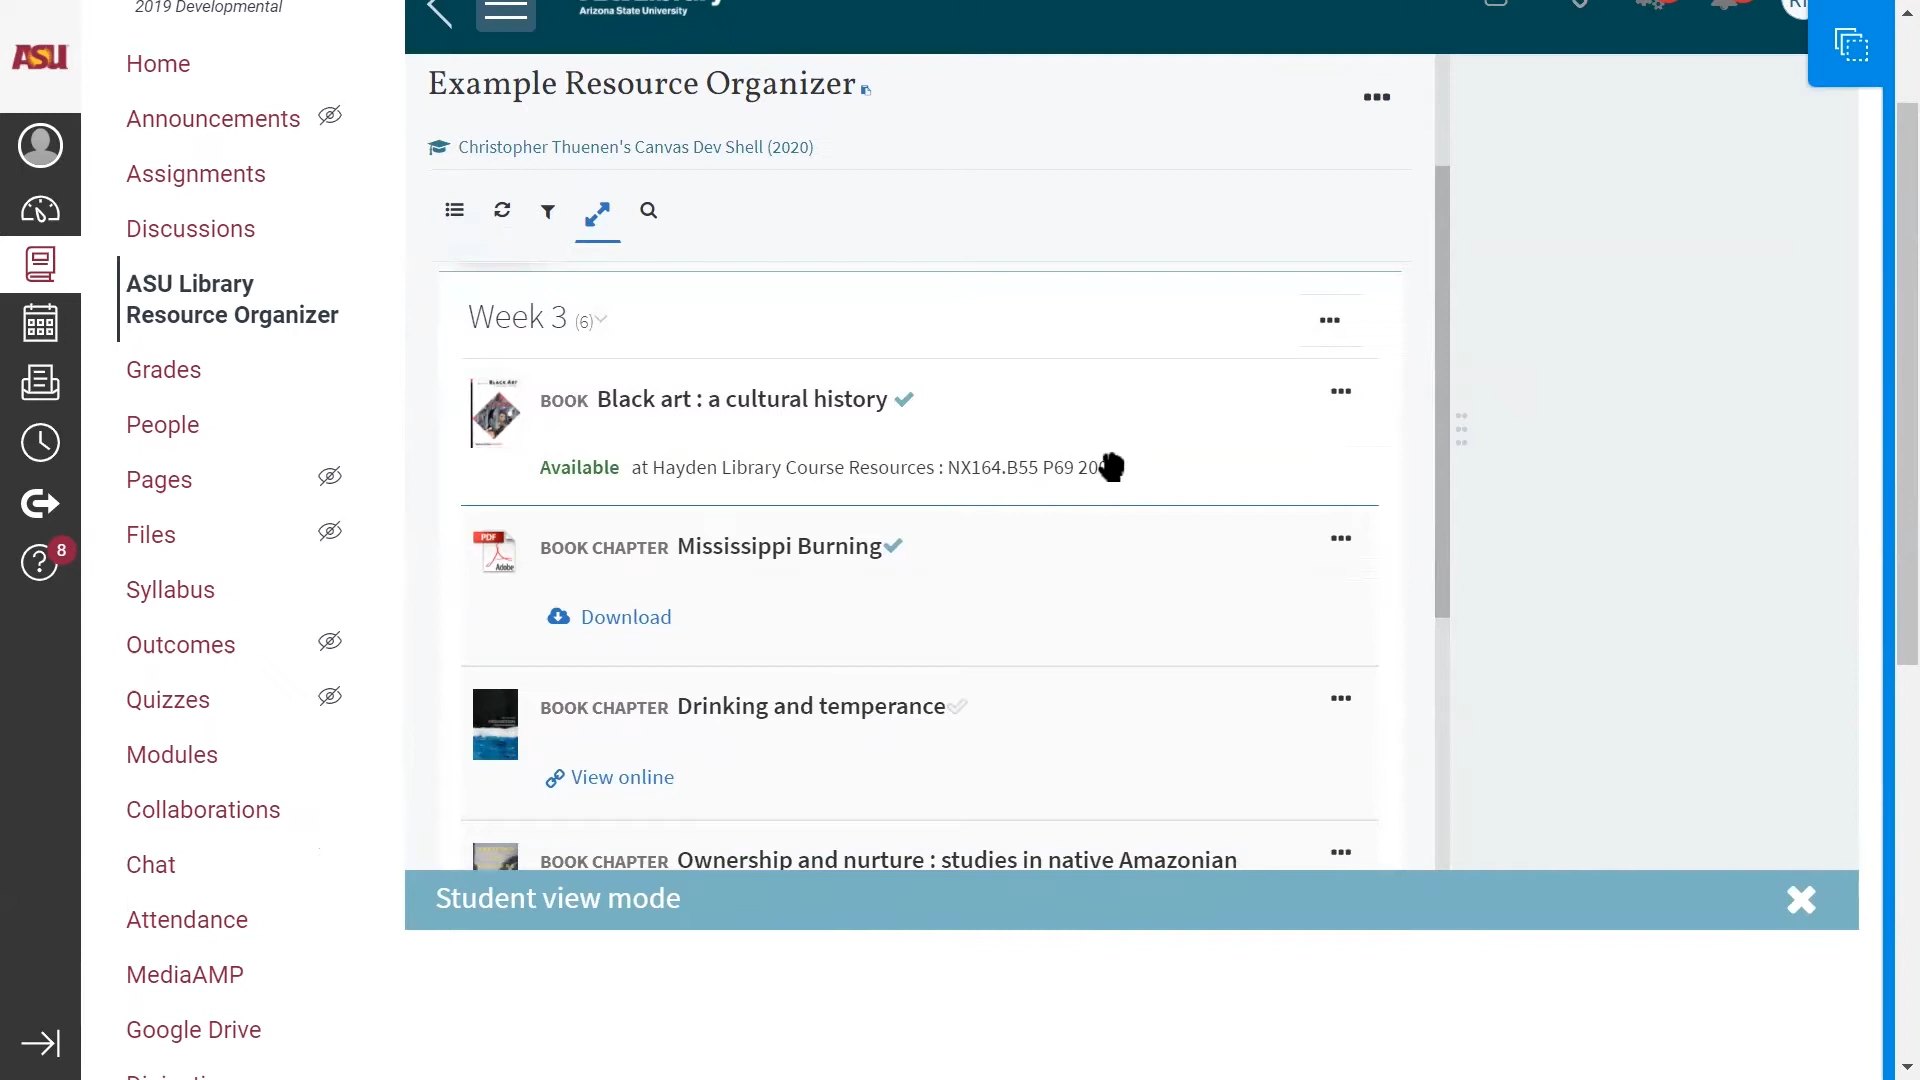 2019 Developmental
ASU
Home
Announcements
Assignments
Discussions
ASU Library
Resource Organizer
Grades
People
Pages
Files
8
Syllabus
Outcomes
Quizzes
Modules
Collaborations
Chat
Attendance
MediaAMP
Google Drive
Arizona State University
Example Resource Organizer
Christopher Thuenen's Canvas Dev Shell (2020)
Week 3 (6)
BOOK Black art : a cultural history
BLACK ART
Available at Hayden Library Course Resources : NX164.B55 P69
BOOK CHAPTER Mississippi Burning
PDF
Adobe
Download
BOOK CHAPTER Drinking and temperance
View online
BOOK CHAPTER Ownership and nurture : studies in native Amazonian
Student view mode